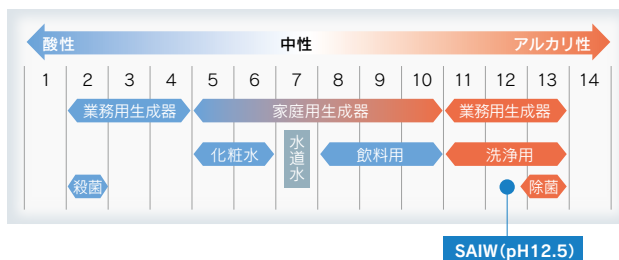 酸性 中性 アルカリ性
1 2 3 4 5 6 7 8 9 10 11 12 13 14
業務用生成器 家庭用生成器 業務用生成器
化粧水 水道水 飲料用 洗浄用
殺菌 除菌
SAIW(pH12.5)